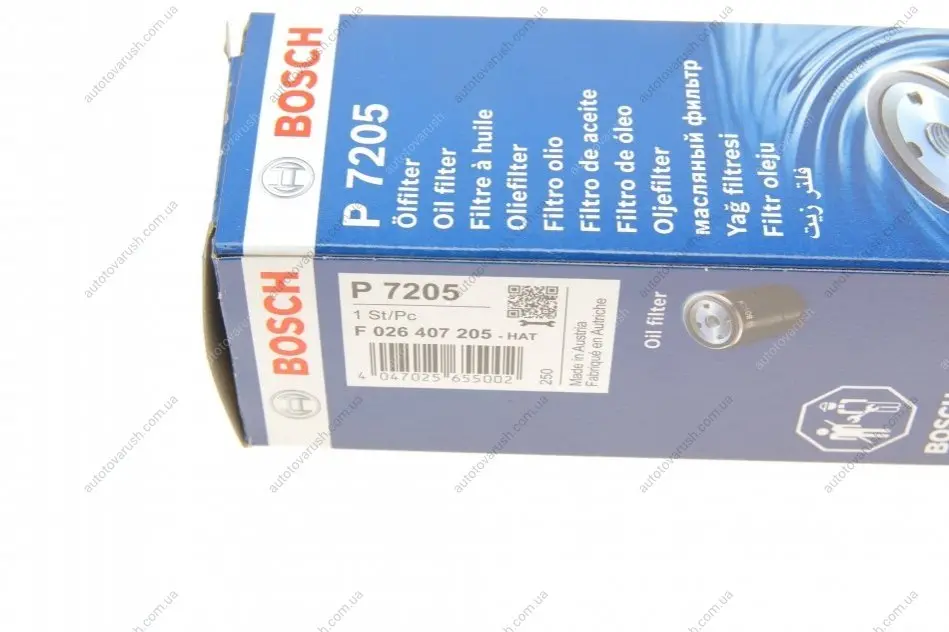 BOSCH
P 7205
Ölfilter
Oil filter
Filtre à huile
Oliefilter
Filtro olio
Filtro de aceite
Filtro de óleo
Oljefilter
масляный фильтр
Yağ filtresi
Filtr oleju
فلتر زيت
BOSCH
P 7205
1 St/Pc
F 026 407 205 - HAT
4 047025 655002
250
Made in Austria
Fabriqué en Autriche
Oil filter
BOSCH
autotovarush.com.ua